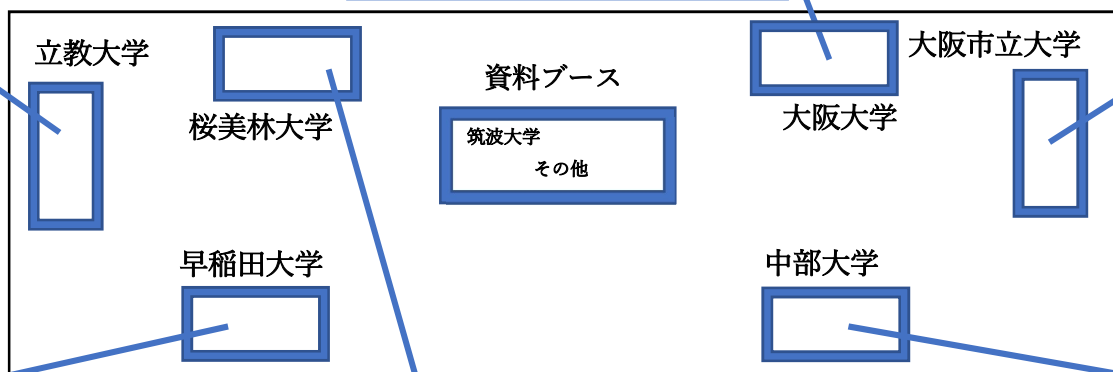 立教大学
桜美林大学
資料ブース
筑波大学
その他
大阪大学
大阪市立大学
早稲田大学
中部大学